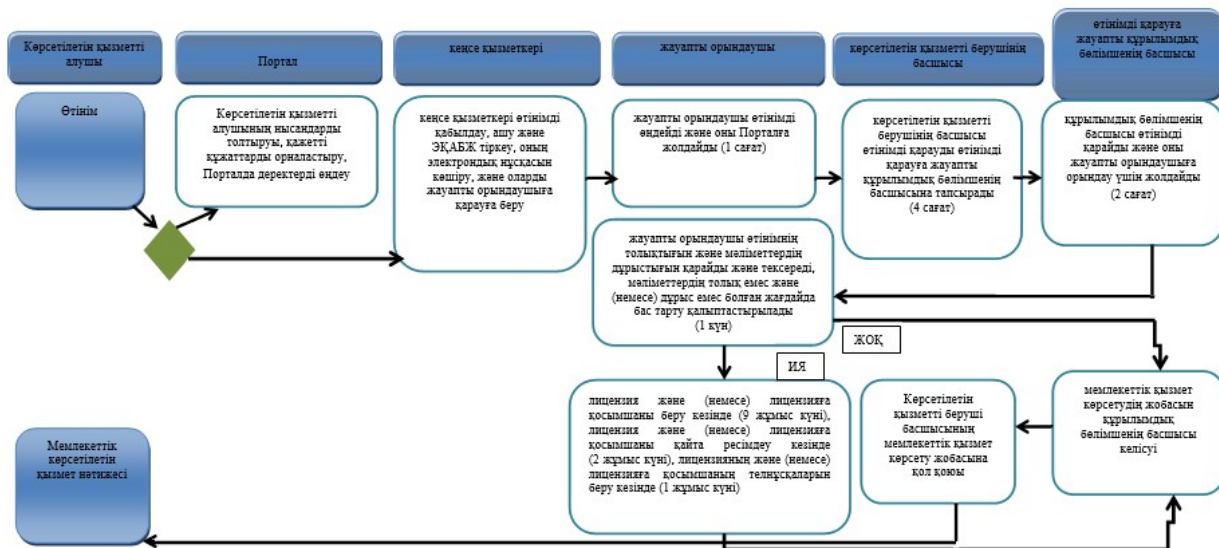 Көрсетілетін қызметті
алушы
Портал
кеңсе қызметкері
жауапты орындаушы
көрсетілетін қызметті берушінің
басшысы
өтінімді қарауға
жауапты құрылымдық
бөлімшенің басшысы
Өтінім
Көрсетілетін қызметті
алушының нысандарды
толтыруы, қажетті
құжаттарды орналастыру,
Порталда деректерді өңдеу
кеңсе қызметкері өтінімді
қабылдау, ашу және
ЭҚАБЖ тіркеу, оның
электрондық нұсқасын
көшіру, және оларды
жауапты орындаушыға
қарауға беру
жауапты орындаушы өтінімді
өңдейді және оны Порталға
жолдайды (1 сағат)
көрсетілетін қызметті
берушінің басшысы
өтінімді қарауды өтінімді
қарауға жауапты
құрылымдық бөлімшенің
басшысына тапсырады
(4 сағат)
құрылымдық бөлімшенің
басшысы өтінімді
қарайды және оны
жауапты орындаушыға
орындау үшін жолдайды
(2 сағат)
жауапты орындаушы өтінімнің
толықтығын және мәліметтердің
дұрыстығын қарайды және тексереді,
мәліметтердің толық емес және
(немесе) дұрыс емес болған жағдайда
бас тарту қалыптастырылады
(1 күн)
ЖОҚ
ИЯ
лицензия және (немесе) лицензияға
қосымшаны беру кезінде (9 жұмыс күні),
лицензия және (немесе) лицензияға
қосымшаны қайта ресімдеу кезінде
(2 жұмыс күні), лицензияның және (немесе)
лицензияға қосымшаның телнұсқаларын
беру кезінде (1 жұмыс күні)
Көрсетілетін
қызметті беруші
басшысының
мемлекеттік қызмет
көрсету жобасына
қол қоюы
мемлекеттік қызмет
көрсетудің жобасын
құрылымдық
бөлімшенің басшысы
келісуі
Мемлекеттік
көрсетілетін
қызмет нәтижесі